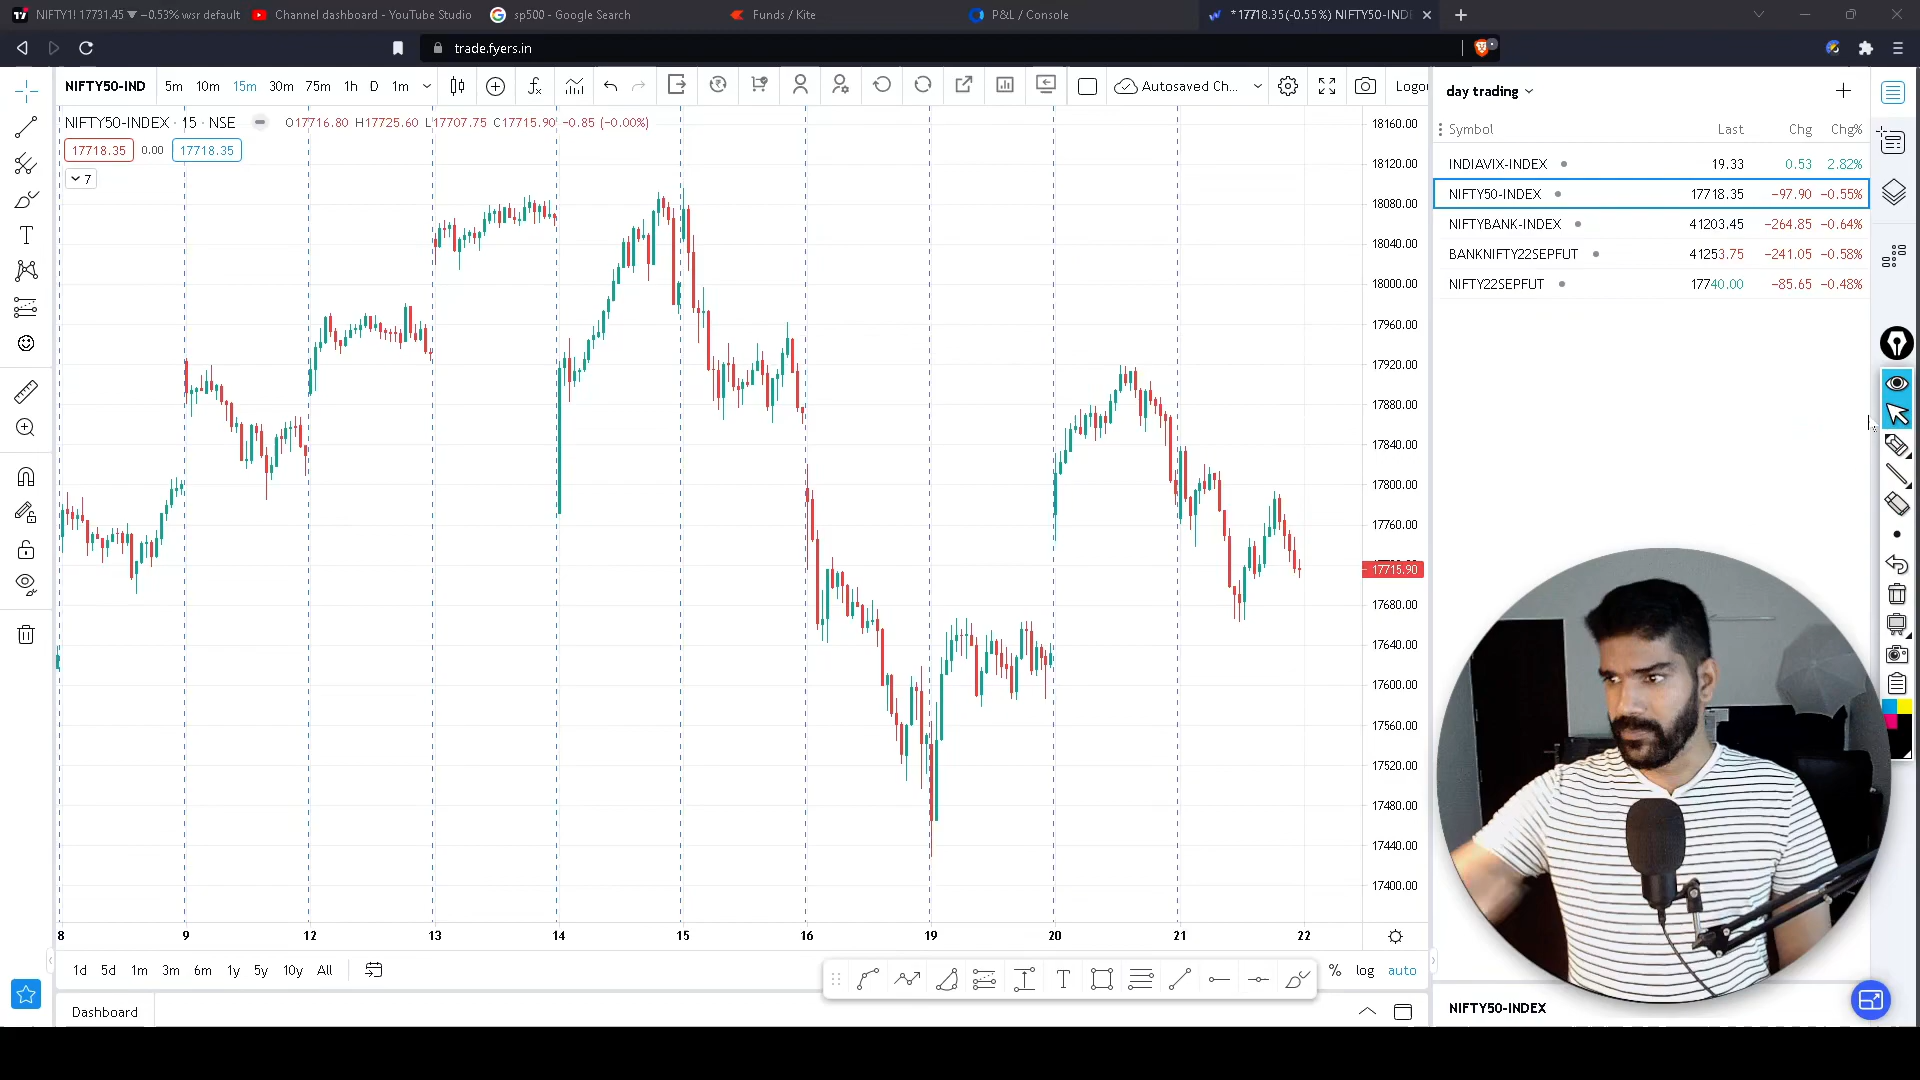 NIFTY1! 17731.45 ▼ −0.53% wsr default
Channel dashboard - YouTube Studio
sp500 - Google Search
Funds / Kite
P&L / Console
* 17718.35 (-0.55%) NIFTY50-INDE
trade.fyers.in
NIFTY50-IND 5m 10m 15m 30m 75m 1h D 1m
Autosaved Ch...
Logou
NIFTY50-INDEX · 15 · NSE O17716.80 H17725.60 L17707.75 C17715.90 −0.85 (−0.00%)
17718.35 0.00 17718.35
7
18160.00
18120.00
18080.00
18040.00
18000.00
17960.00
17920.00
17880.00
17840.00
17800.00
17760.00
17715.90
17680.00
17640.00
17600.00
17560.00
17520.00
17480.00
17440.00
17400.00
8 9 12 13 14 15 16 19 20 21 22
1d 5d 1m 3m 6m 1y 5y 10y All
% log auto
Dashboard
day trading
Symbol Last Chg Chg%
INDIAVIX-INDEX 19.33 0.53 2.82%
NIFTY50-INDEX 17718.35 −97.90 −0.55%
NIFTYBANK-INDEX 41203.45 −264.85 −0.64%
BANKNIFTY22SEPFUT 41253.75 −241.05 −0.58%
NIFTY22SEPFUT 17740.00 −85.65 −0.48%
NIFTY50-INDEX